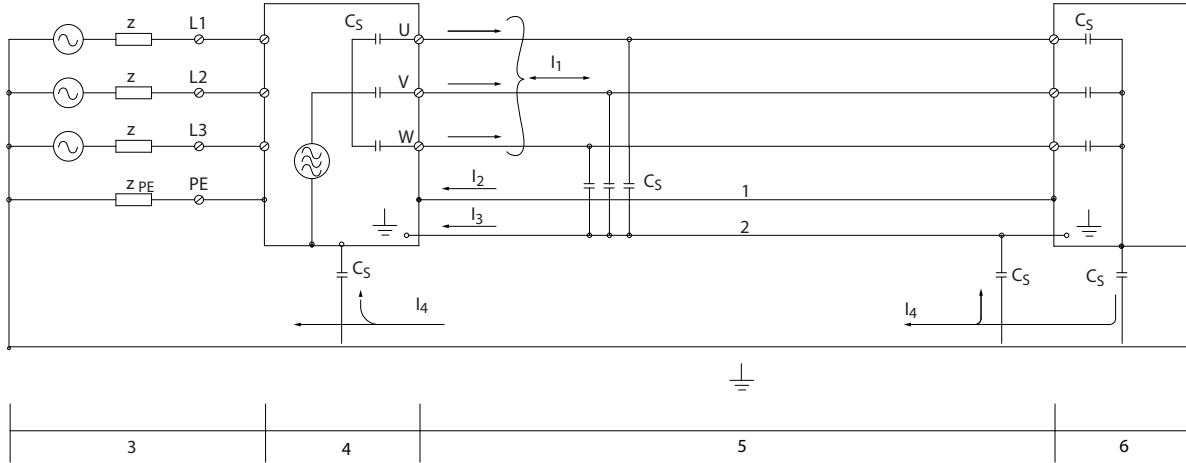 z L1 C_S U C_S
I_1
z L2 V
z L3 W
z_PE PE I_2 C_S 1
I_3 2
C_S C_S C_S
I_4 I_4
3 4 5 6